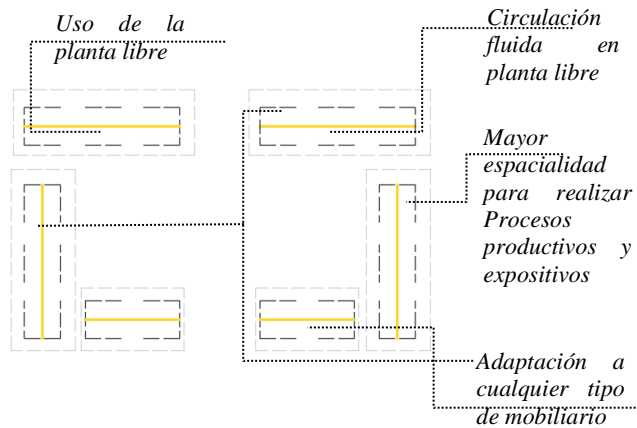 Uso de la
planta libre
Circulación
fluida en
planta libre
Mayor
espacialidad
para realizar
Procesos
productivos y
expositivos
Adaptación a
cualquier tipo
de mobiliario